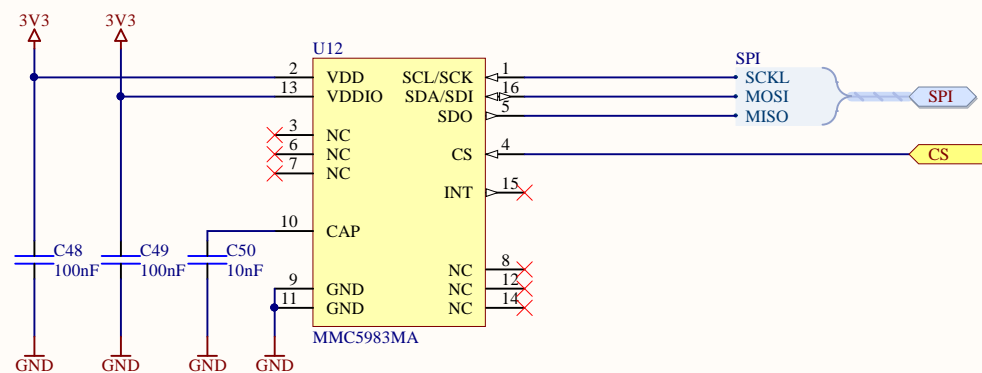 3V3 3V3
U12
SPI
2 VDD SCL/SCK 1 SCKL
13 VDDIO SDA/SDI 16 MOSI SPI
SDO 5 MISO
3 NC
6 NC CS 4 CS
7 NC
INT 15
10 CAP
C48 C49 C50
100nF 100nF 10nF
NC 8
9 GND NC 12
11 GND NC 14
MMC5983MA
GND GND GND GND